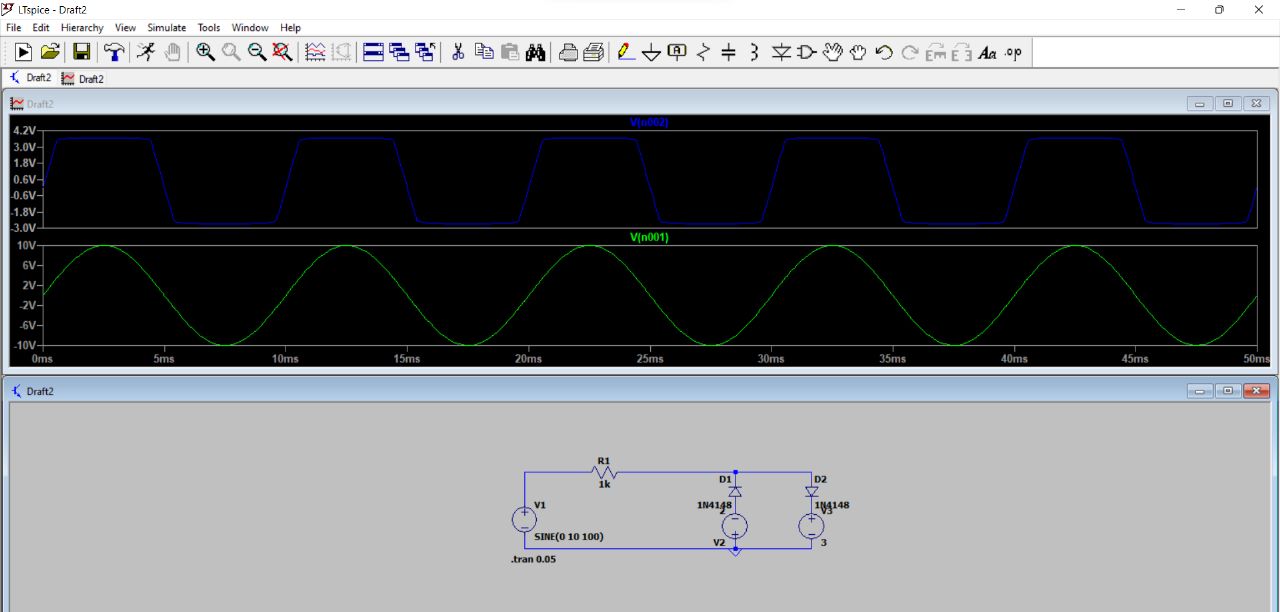 LTspice - Draft2
File Edit Hierarchy View Simulate Tools Window Help
Aa .op
Draft2 Draft2
Draft2
V(n002)
4.2V
3.0V
1.8V
0.6V
-0.6V
-1.8V
-3.0V
V(n001)
10V
6V
2V
-2V
-6V
-10V
0ms 5ms 10ms 15ms 20ms 25ms 30ms 35ms 40ms 45ms 50ms
Draft2
R1
1k
D1 D2
V1 1N4148 1N4148
2 V3
SINE(0 10 100)
V2 3
.tran 0.05